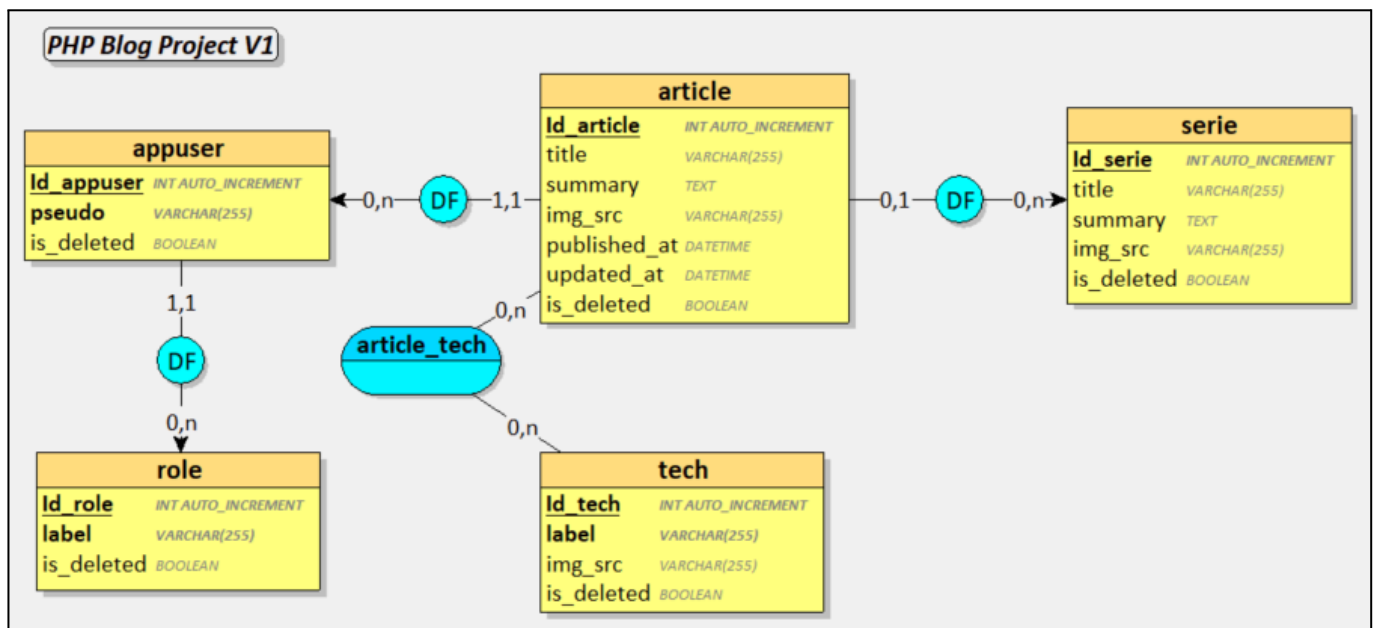 PHP Blog Project V1
article
Id_article INT AUTO_INCREMENT
title VARCHAR(255)
summary TEXT
img_src VARCHAR(255)
published_at DATETIME
updated_at DATETIME
is_deleted BOOLEAN
serie
Id_serie INT AUTO_INCREMENT
title VARCHAR(255)
summary TEXT
img_src VARCHAR(255)
is_deleted BOOLEAN
appuser
Id_appuser INT AUTO_INCREMENT
pseudo VARCHAR(255)
is_deleted BOOLEAN
0,n DF 1,1
0,1 DF 0,n
1,1
DF
0,n
0,n
article_tech
0,n
role
Id_role INT AUTO_INCREMENT
label VARCHAR(255)
is_deleted BOOLEAN
tech
Id_tech INT AUTO_INCREMENT
label VARCHAR(255)
img_src VARCHAR(255)
is_deleted BOOLEAN